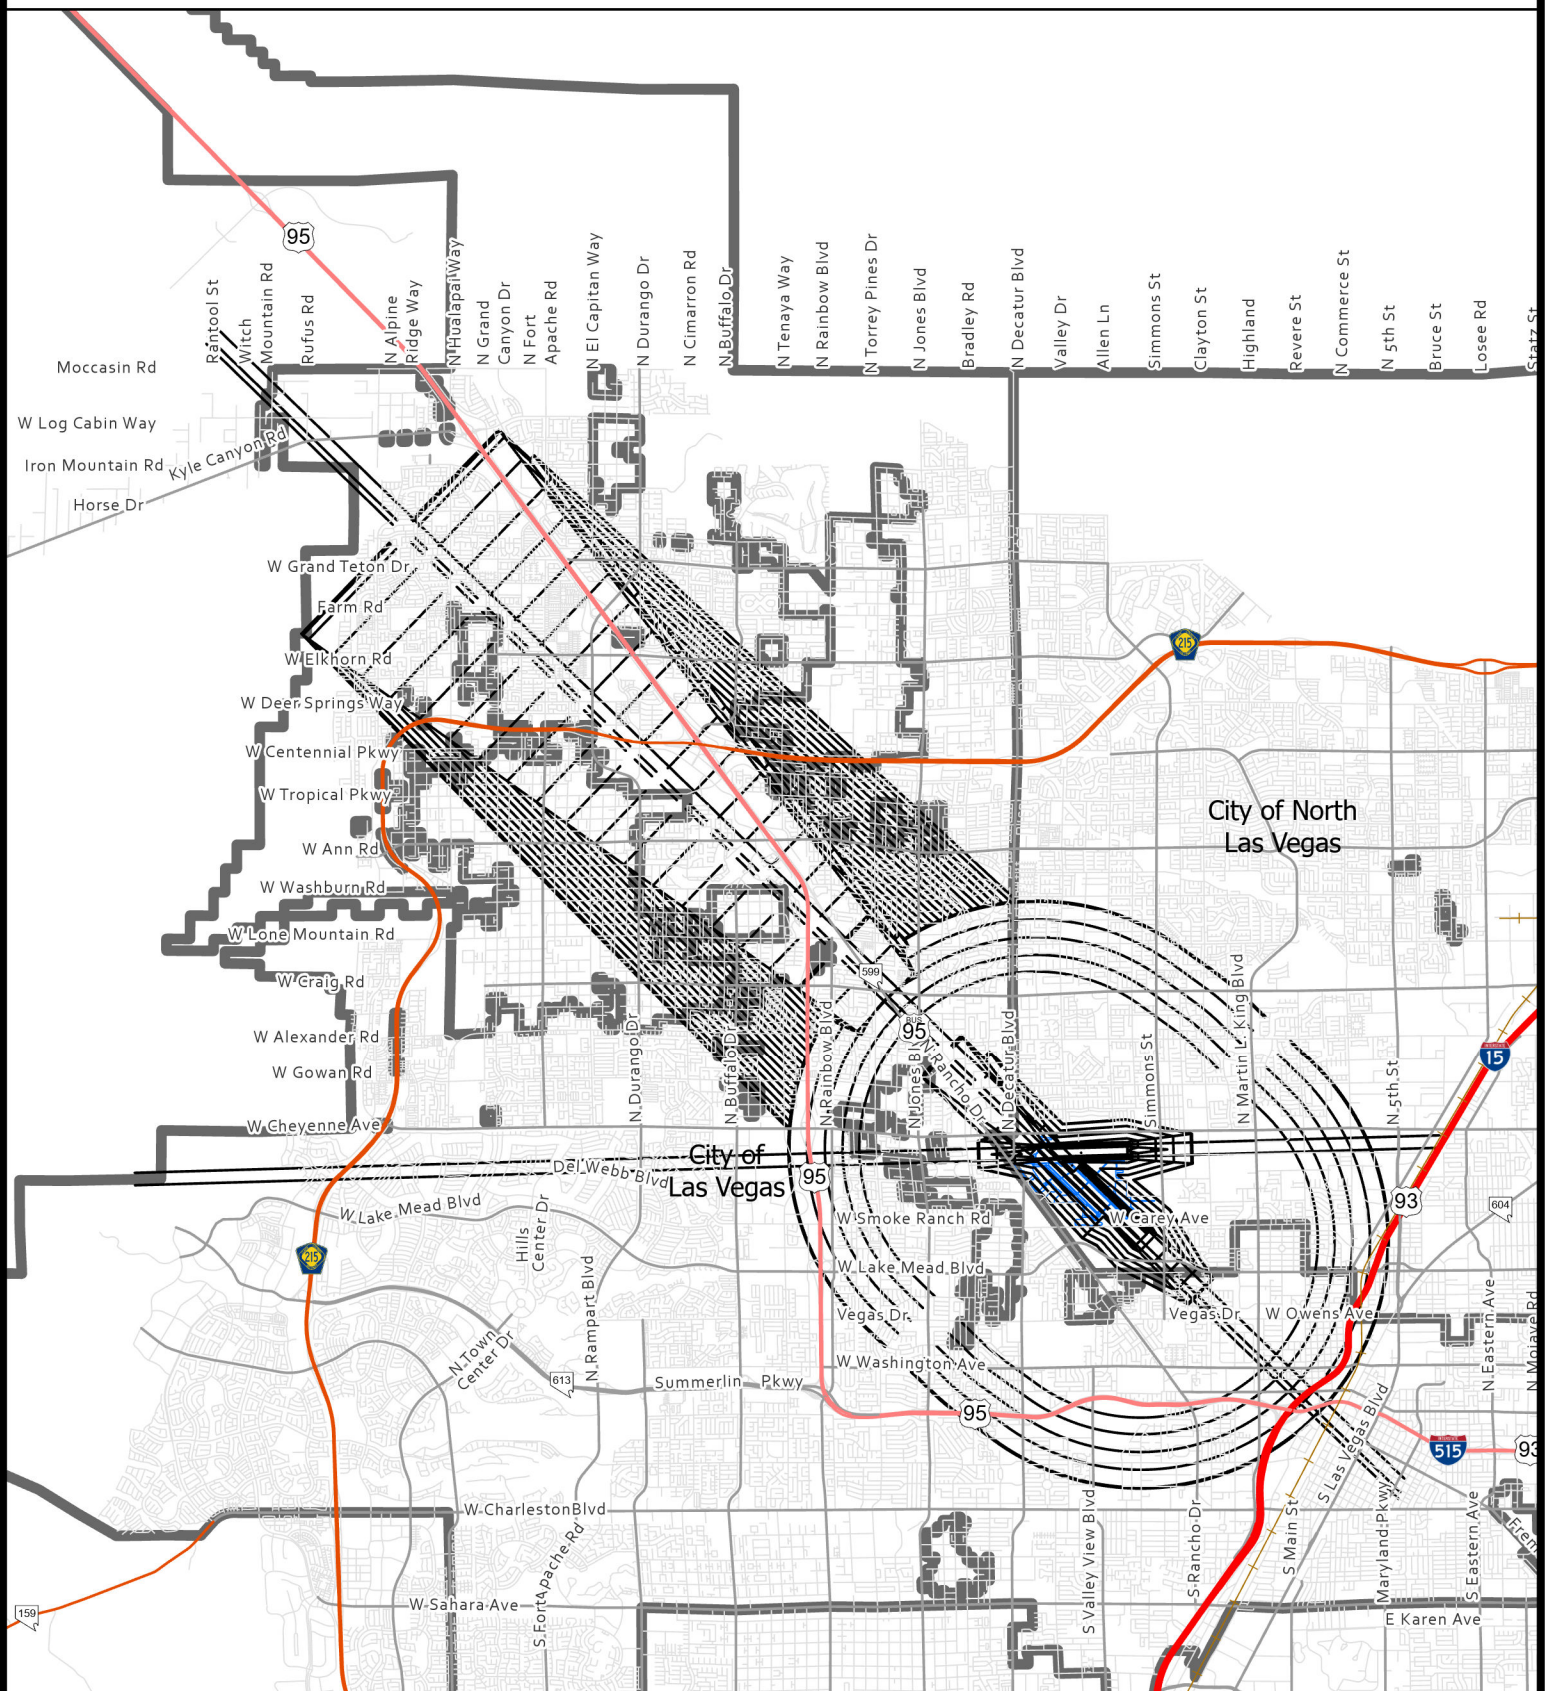 95
Rantool St
Witch
Mountain Rd
Rufus Rd
N Alpine
Ridge Way
N Hualapai Way
N Grand
Canyon Dr
N Fort
Apache Rd
N El Capitan Way
N Durango Dr
N Cimarron Rd
N Buffalo Dr
N Tenaya Way
N Rainbow Blvd
N Torrey Pines Dr
N Jones Blvd
Bradley Rd
N Decatur Blvd
Valley Dr
Allen Ln
Simmons St
Clayton St
Highland
Revere St
N Commerce St
N 5th St
Bruce St
Losee Rd
Statz St
Moccasin Rd
W Log Cabin Way
Iron Mountain Rd
Kyle Canyon Rd
Horse Dr
W Grand Teton Dr
Farm Rd
W Elkhorn Rd
215
W Deer Springs Way
W Centennial Pkwy
W Tropical Pkwy
City of North
Las Vegas
W Ann Rd
W Washburn Rd
W Lone Mountain Rd
W Craig Rd
599
N Martin L King Blvd
W Alexander Rd
N Durango Dr
N Buffalo Dr
N Rainbow Blvd
BUS
95
N Jones Bl
N Rancho Dr
N Decatur Blvd
Simmons St
N 5th St
INTERSTATE
15
W Gowan Rd
W Cheyenne Ave
City of
Las Vegas
Del Webb Blvd
95
93
604
W Lake Mead Blvd
Hills
Center Dr
W Smoke Ranch Rd
W Carey Ave
215
N Rampart Blvd
W Lake Mead Blvd
Vegas Dr
Vegas Dr
W Owens Ave
N Eastern Ave
N Mojave Rd
N Town
Center Dr
W Washington Ave
613
Summerlin Pkwy
95
S Las Vegas Blvd
INTERSTATE
515
93
W Charleston Blvd
S Fort Apache Rd
S Valley View Blvd
S Rancho Dr
S Main St
Maryland Pkwy
S Eastern Ave
Frem
159
W Sahara Ave
E Karen Ave